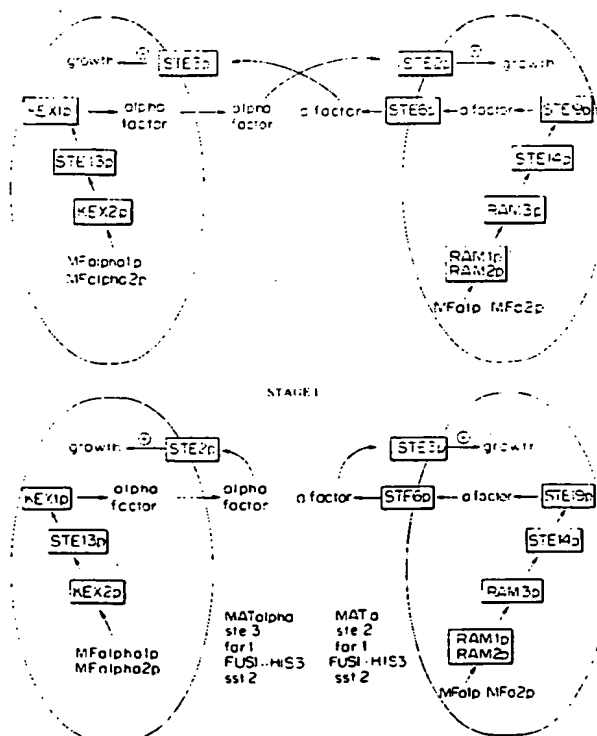 growth STE3p STE2p growth
KEX1p alpha factor alpha factor a factor STE6p a factor STE19p
STE13p STE14p
KEX2p RAM3p
MFalpha1p
MFalpha2p
RAM1p
RAM2p
MFa1p MFa2p
STAGE 1
growth STE2p STE3p growth
KEX1p alpha factor alpha factor a factor STE6p a factor STE19p
STE13p STE14p
KEX2p RAM3p
MFalpha1p
MFalpha2p
MATalpha
ste 3
far 1
FUS1--HIS3
sst 2
MATa
ste 2
far 1
FUS1-HIS3
sst 2
RAM1p
RAM2p
MFa1p MFa2p